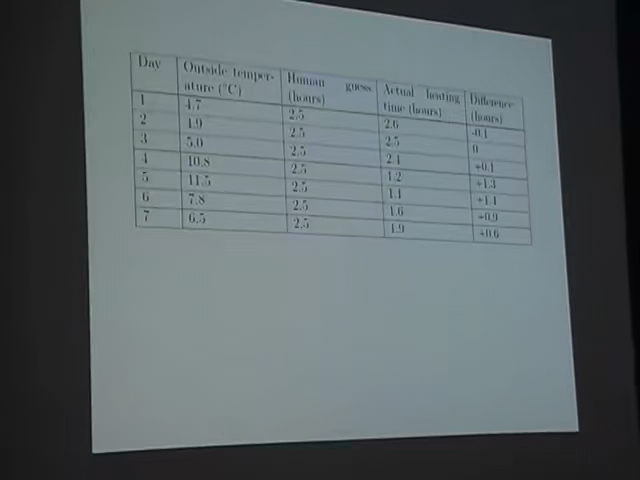 Day Outside temper- Human guess Actual heating Difference
ature (°C) (hours) time (hours) (hours)
1 4.7 2.5 2.6 -0.1
2 4.9 2.5 2.5 0
3 5.0 2.5 +0.1
4 10.8 2.5 1.2 +1.3
5 11.5 2.5 1.1 +1.4
6 7.8 2.5 1.6 +0.9
7 6.5 2.5 1.9 +0.6